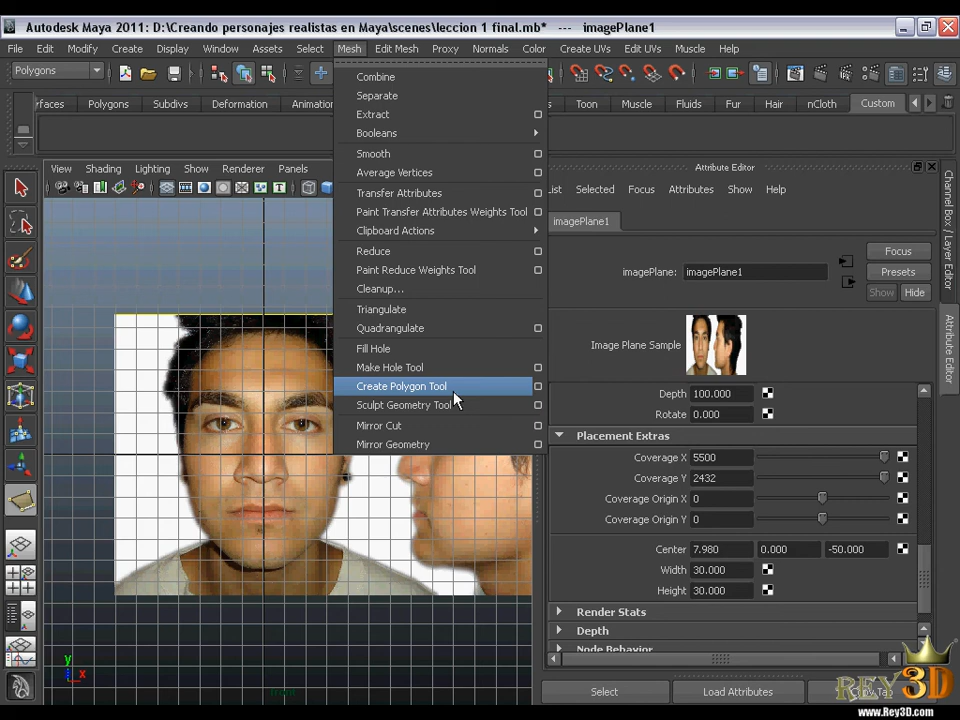 Autodesk Maya 2011: D:\Creando personajes realistas en Maya\scenes\leccion 1 final.mb* --- imagePlane1
File Edit Modify Create Display Window Assets Select Mesh Edit Mesh Proxy Normals Color Create UVs Edit UVs Muscle Help
Polygons
rfaces Polygons Subdivs Deformation Animation Toon Muscle Fluids Fur Hair nCloth Custom
View Shading Lighting Show Renderer Panels
Combine
Separate
Extract
Booleans
Smooth
Average Vertices
Transfer Attributes
Paint Transfer Attributes Weights Tool
Clipboard Actions
Reduce
Paint Reduce Weights Tool
Cleanup...
Triangulate
Quadrangulate
Fill Hole
Make Hole Tool
Create Polygon Tool
Sculpt Geometry Tool
Mirror Cut
Mirror Geometry
Attribute Editor
List Selected Focus Attributes Show Help
imagePlane1
imagePlane: imagePlane1
Focus
Presets
Show Hide
Image Plane Sample
Depth 100.000
Rotate 0.000
Placement Extras
Coverage X 5500
Coverage Y 2432
Coverage Origin X 0
Coverage Origin Y 0
Center 7.980 0.000 -50.000
Width 30.000
Height 30.000
Render Stats
Depth
Node Behavior
Select Load Attributes Copy Tab
Channel Box / Layer Editor
Attribute Editor
y
x
front
REY3D
www.Rey3D.com